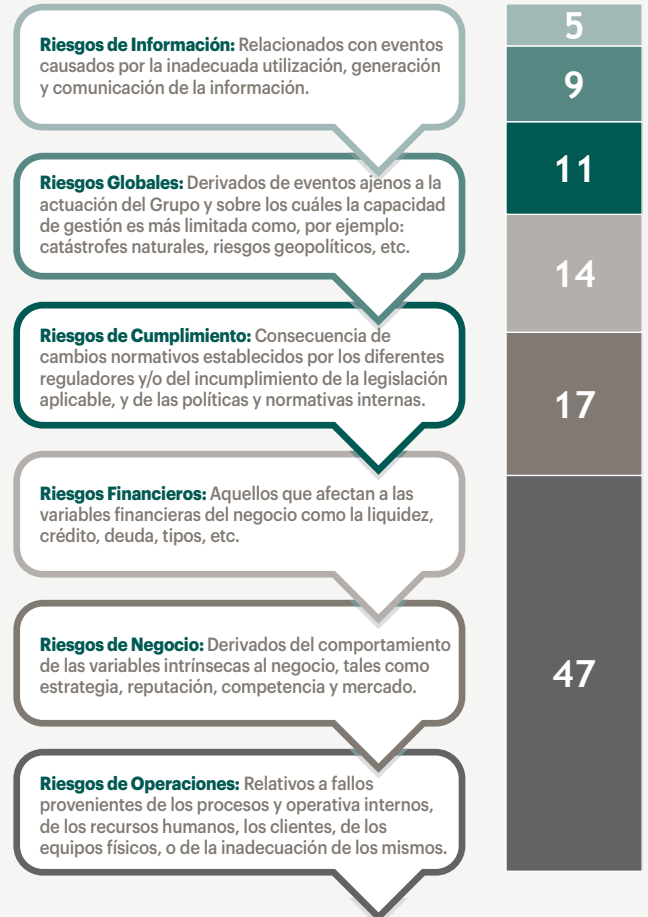 Riesgos de Información: Relacionados con eventos
causados por la inadecuada utilización, generación
y comunicación de la información.
Riesgos Globales: Derivados de eventos ajenos a la
actuación del Grupo y sobre los cuáles la capacidad
de gestión es más limitada como, por ejemplo:
catástrofes naturales, riesgos geopolíticos, etc.
Riesgos de Cumplimiento: Consecuencia de
cambios normativos establecidos por los diferentes
reguladores y/o del incumplimiento de la legislación
aplicable, y de las políticas y normativas internas.
Riesgos Financieros: Aquellos que afectan a las
variables financieras del negocio como la liquidez,
crédito, deuda, tipos, etc.
Riesgos de Negocio: Derivados del comportamiento
de las variables intrínsecas al negocio, tales como
estrategia, reputación, competencia y mercado.
Riesgos de Operaciones: Relativos a fallos
provenientes de los procesos y operativa internos,
de los recursos humanos, los clientes, de los
equipos físicos, o de la inadecuación de los mismos.
5
9
11
14
17
47